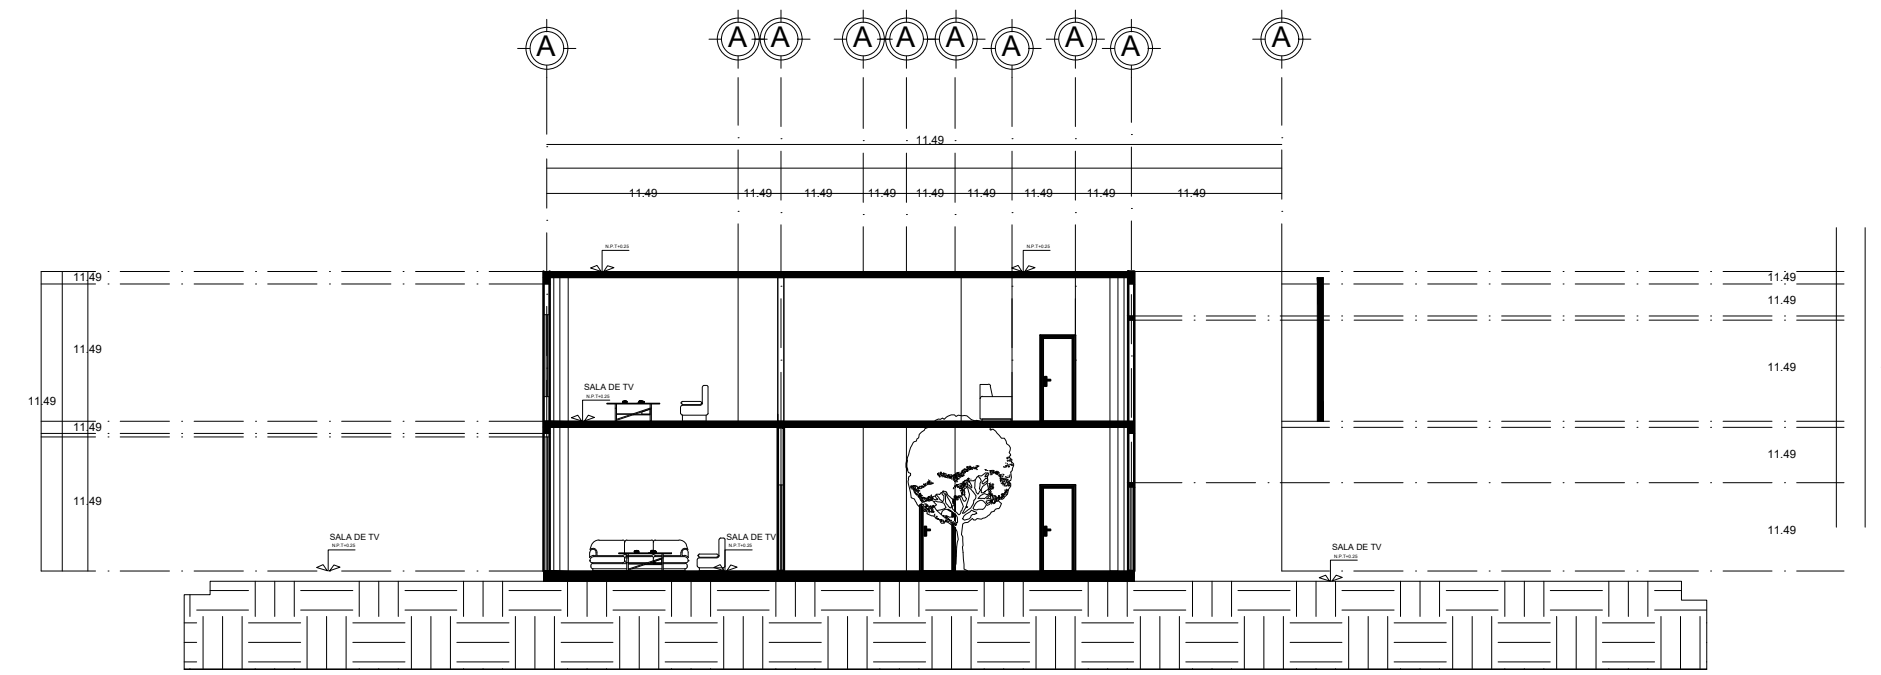 A A A A A A A A A A
11.49
11.49 11.49 11.49 11.49 11.49 11.49 11.49 11.49 11.49
N.P.T+0.25 N.P.T+0.25
11.49 11.49
11.49
11.49
11.49
SALA DE TV
N.P.T+0.25
11.49
11.49
11.49
11.49
11.49
SALA DE TV SALA DE TV
N.P.T+0.25 N.P.T+0.25
SALA DE TV
N.P.T+0.25